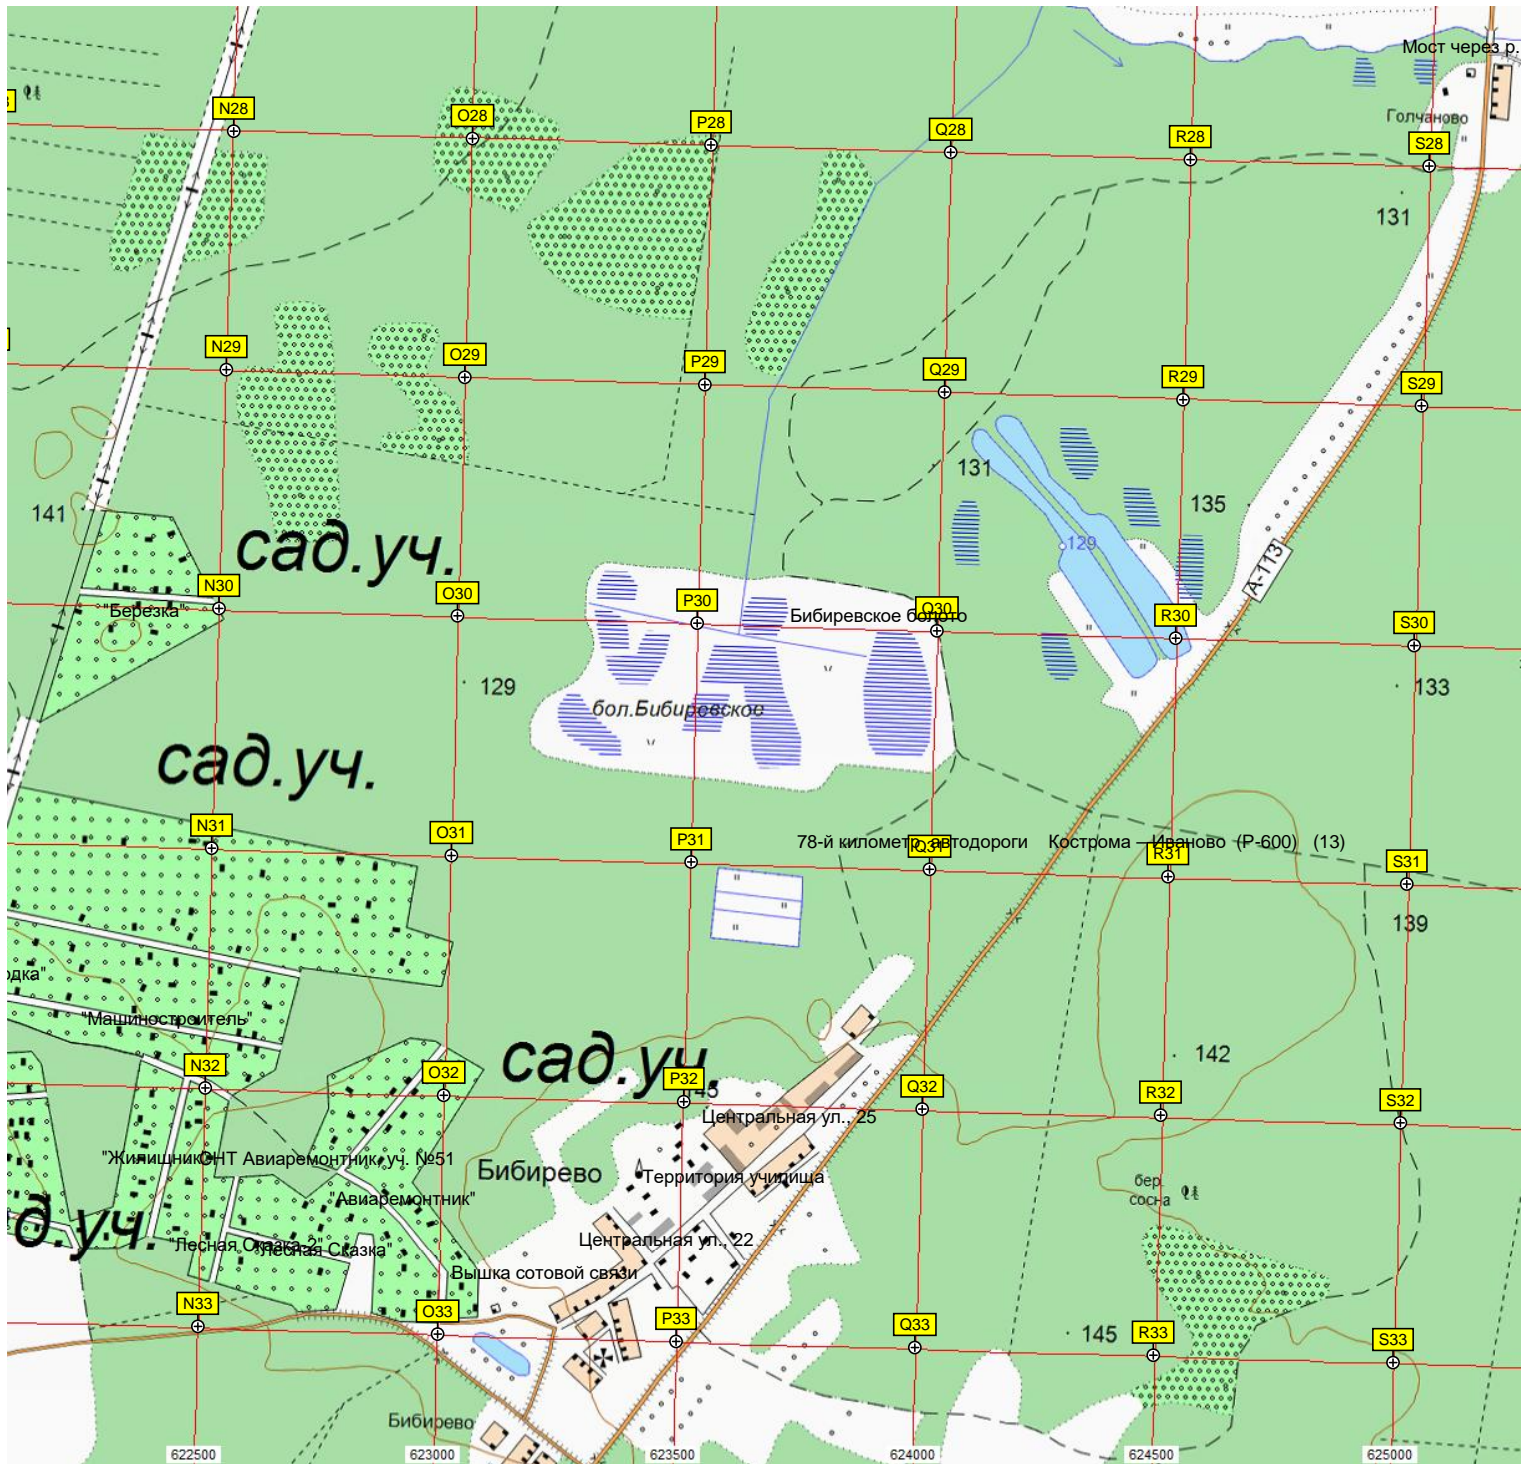 Мост через р.
N28
O28
P28
Q28
R28
S28
Голчаново
131
N29
O29
P29
Q29
R29
S29
131
135
141
сад.уч.
129
А-113
N30
O30
P30
Q30
R30
S30
"Березка"
Бибиревское болото
129
133
бол.Бибиревское
сад.уч.
N31
O31
P31
Q31
R31
S31
78-й километр автодороги Кострома — Иваново (Р-600) (13)
139
одка"
"Машиностроитель"
сад.уч.
142
N32
O32
P32
Q32
R32
S32
Центральная ул., 25
"Жилищник"
СНТ Авиаремонтник, уч. №51
Бибирево
Территория училища
бер.
сосна
"Авиаремонтник"
д.уч.
"Лесная Сказка-2"
"Лесная Сказка"
Центральная ул., 22
Вышка сотовой связи
N33
O33
P33
Q33
R33
S33
145
Бибирево
622500
623000
623500
624000
624500
625000